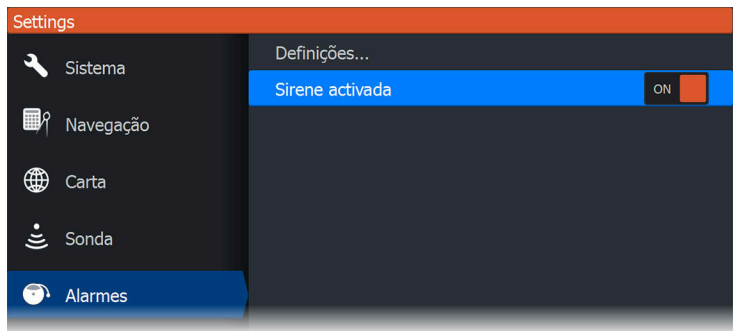 Settings
Sistema
Navegação
Carta
Sonda
Alarmes
Definições...
Sirene activada
ON